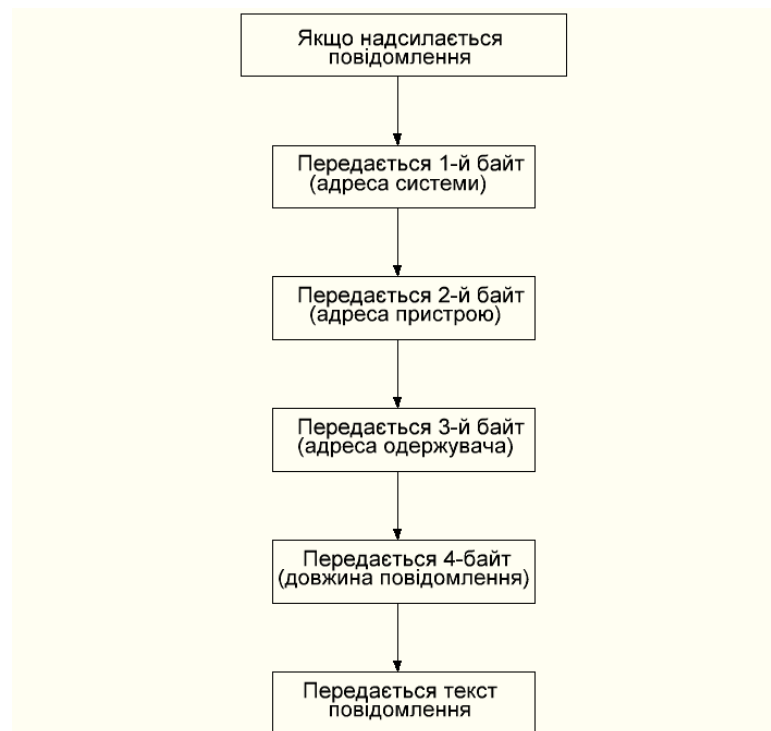 Якщо надсилається
повідомлення
Передається 1-й байт
(адреса системи)
Передається 2-й байт
(адреса пристрою)
Передається 3-й байт
(адреса одержувача)
Передається 4-байт
(довжина повідомлення)
Передається текст
повідомлення